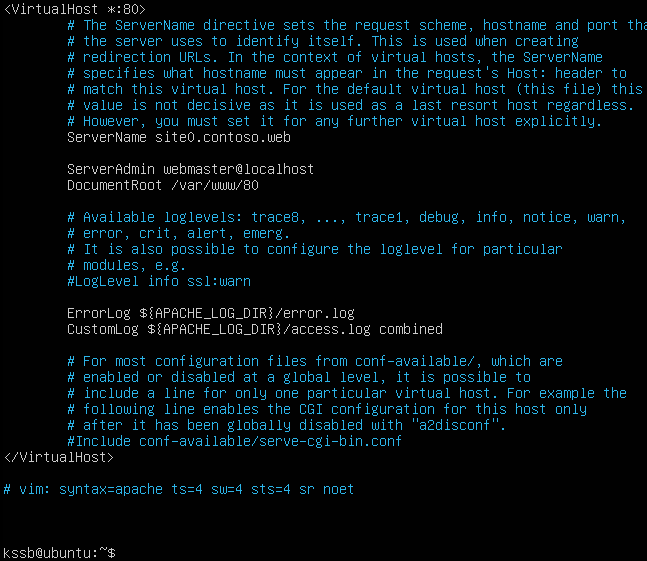 <VirtualHost *:80>
# The ServerName directive sets the request scheme, hostname and port tha
# the server uses to identify itself. This is used when creating
# redirection URLs. In the context of virtual hosts, the ServerName
# specifies what hostname must appear in the request's Host: header to
# match this virtual host. For the default virtual host (this file) this
# value is not decisive as it is used as a last resort host regardless.
# However, you must set it for any further virtual host explicitly.
ServerName site0.contoso.web
ServerAdmin webmaster@localhost
DocumentRoot /var/www/80
# Available loglevels: trace8, ..., trace1, debug, info, notice, warn,
# error, crit, alert, emerg.
# It is also possible to configure the loglevel for particular
# modules, e.g.
#LogLevel info ssl:warn
ErrorLog ${APACHE_LOG_DIR}/error.log
CustomLog ${APACHE_LOG_DIR}/access.log combined
# For most configuration files from conf-available/, which are
# enabled or disabled at a global level, it is possible to
# include a line for only one particular virtual host. For example the
# following line enables the CGI configuration for this host only
# after it has been globally disabled with "a2disconf".
#Include conf-available/serve-cgi-bin.conf
</VirtualHost>
# vim: syntax=apache ts=4 sw=4 sts=4 sr noet
kssb@ubuntu:~$